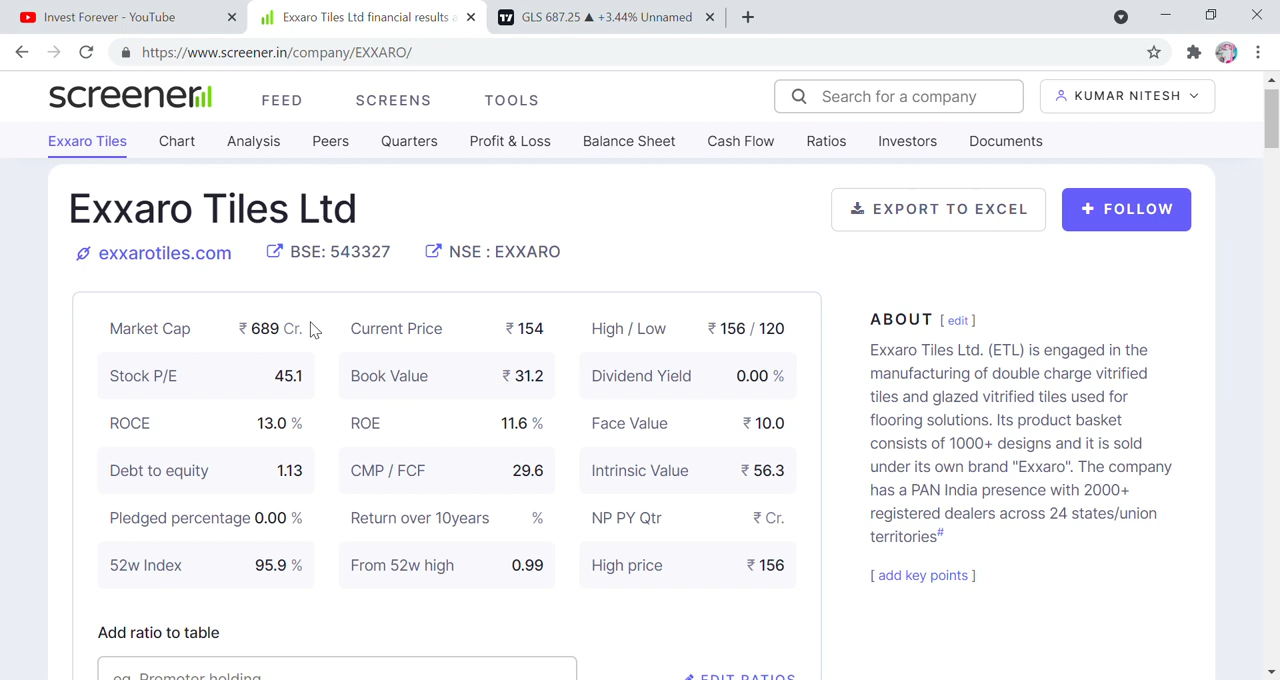 Invest Forever - YouTube
Exxaro Tiles Ltd financial results a
GLS 687.25 ▲ +3.44% Unnamed
https://www.screener.in/company/EXXARO/
screener
FEED
SCREENS
TOOLS
Search for a company
KUMAR NITESH
Exxaro Tiles
Chart
Analysis
Peers
Quarters
Profit & Loss
Balance Sheet
Cash Flow
Ratios
Investors
Documents
Exxaro Tiles Ltd
EXPORT TO EXCEL
+ FOLLOW
exxarotiles.com
BSE: 543327
NSE : EXXARO
Market Cap ₹ 689 Cr.
Current Price ₹ 154
High / Low ₹ 156 / 120
Stock P/E 45.1
Book Value ₹ 31.2
Dividend Yield 0.00 %
ROCE 13.0 %
ROE 11.6 %
Face Value ₹ 10.0
Debt to equity 1.13
CMP / FCF 29.6
Intrinsic Value ₹ 56.3
Pledged percentage 0.00 %
Return over 10years %
NP PY Qtr ₹ Cr.
52w Index 95.9 %
From 52w high 0.99
High price ₹ 156
Add ratio to table
eg. Promoter holding
EDIT RATIOS
ABOUT [ edit ]
Exxaro Tiles Ltd. (ETL) is engaged in the
manufacturing of double charge vitrified
tiles and glazed vitrified tiles used for
flooring solutions. Its product basket
consists of 1000+ designs and it is sold
under its own brand "Exxaro". The company
has a PAN India presence with 2000+
registered dealers across 24 states/union
territories#
[ add key points ]